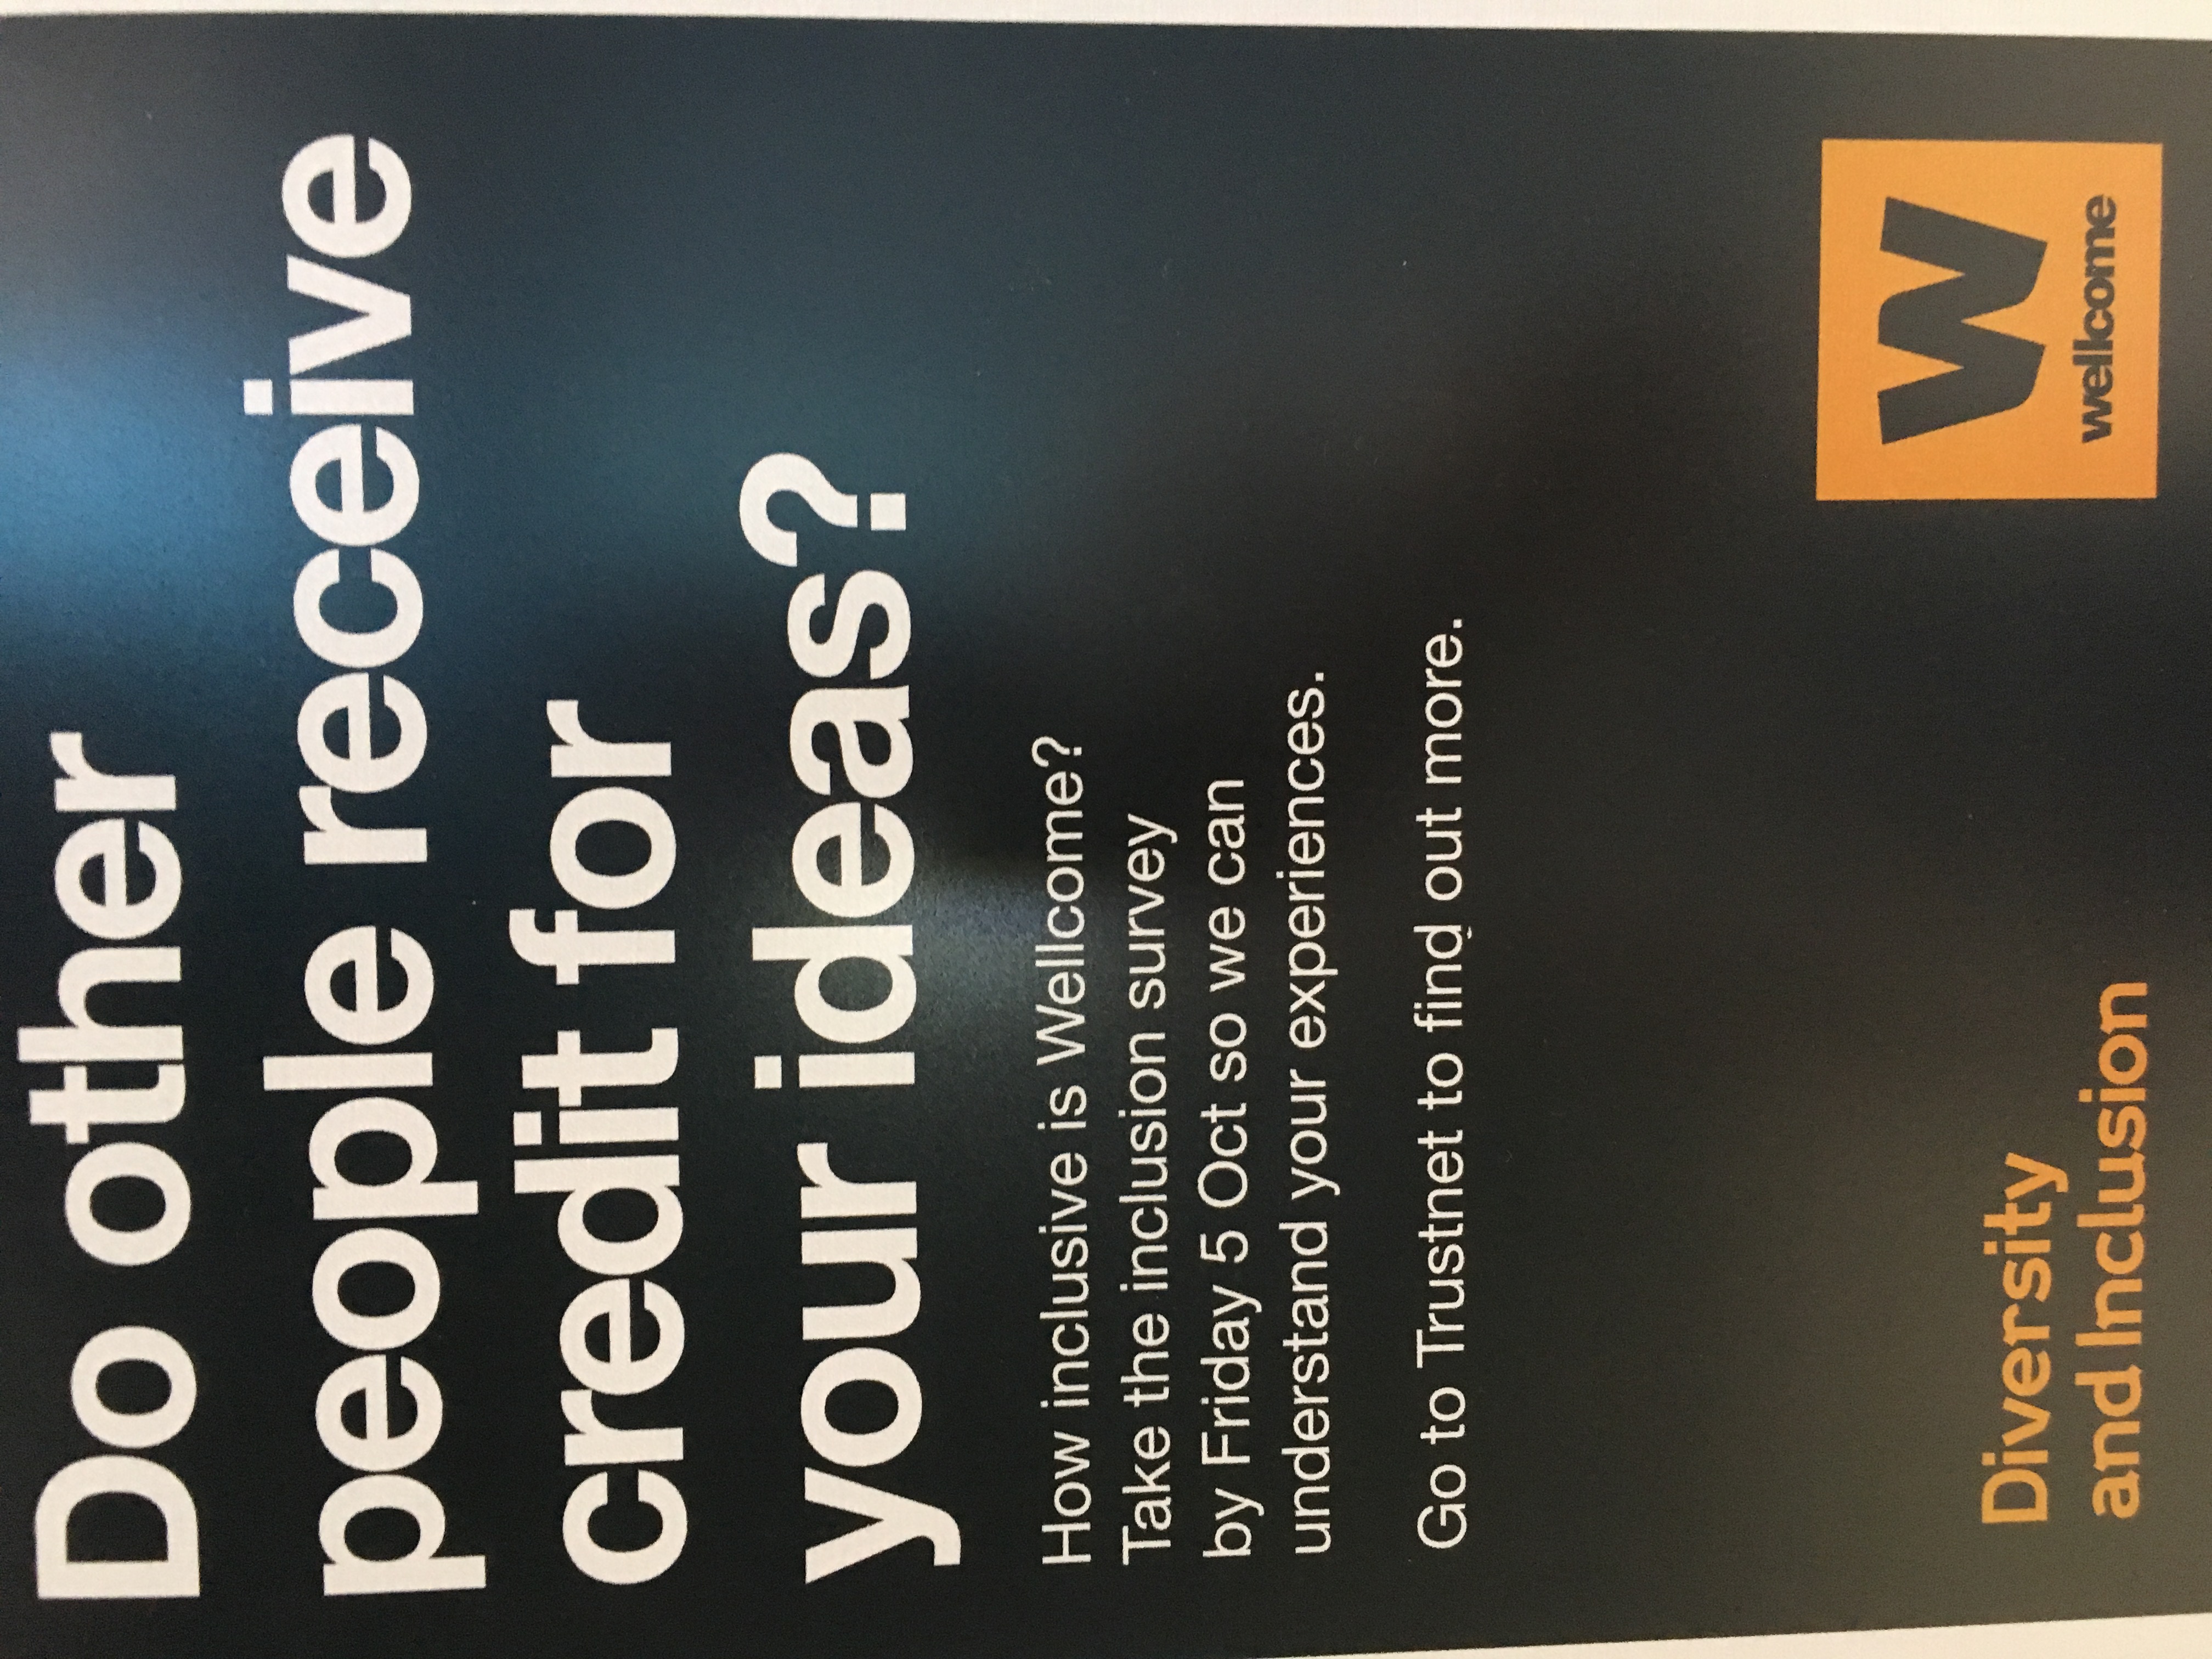 Do other
people receive
credit for
your ideas?
How inclusive is Wellcome?
Take the inclusion survey
by Friday 5 Oct so we can
understand your experiences.
Go to Trustnet to find out more.
Diversity
and Inclusion
W
wellcome